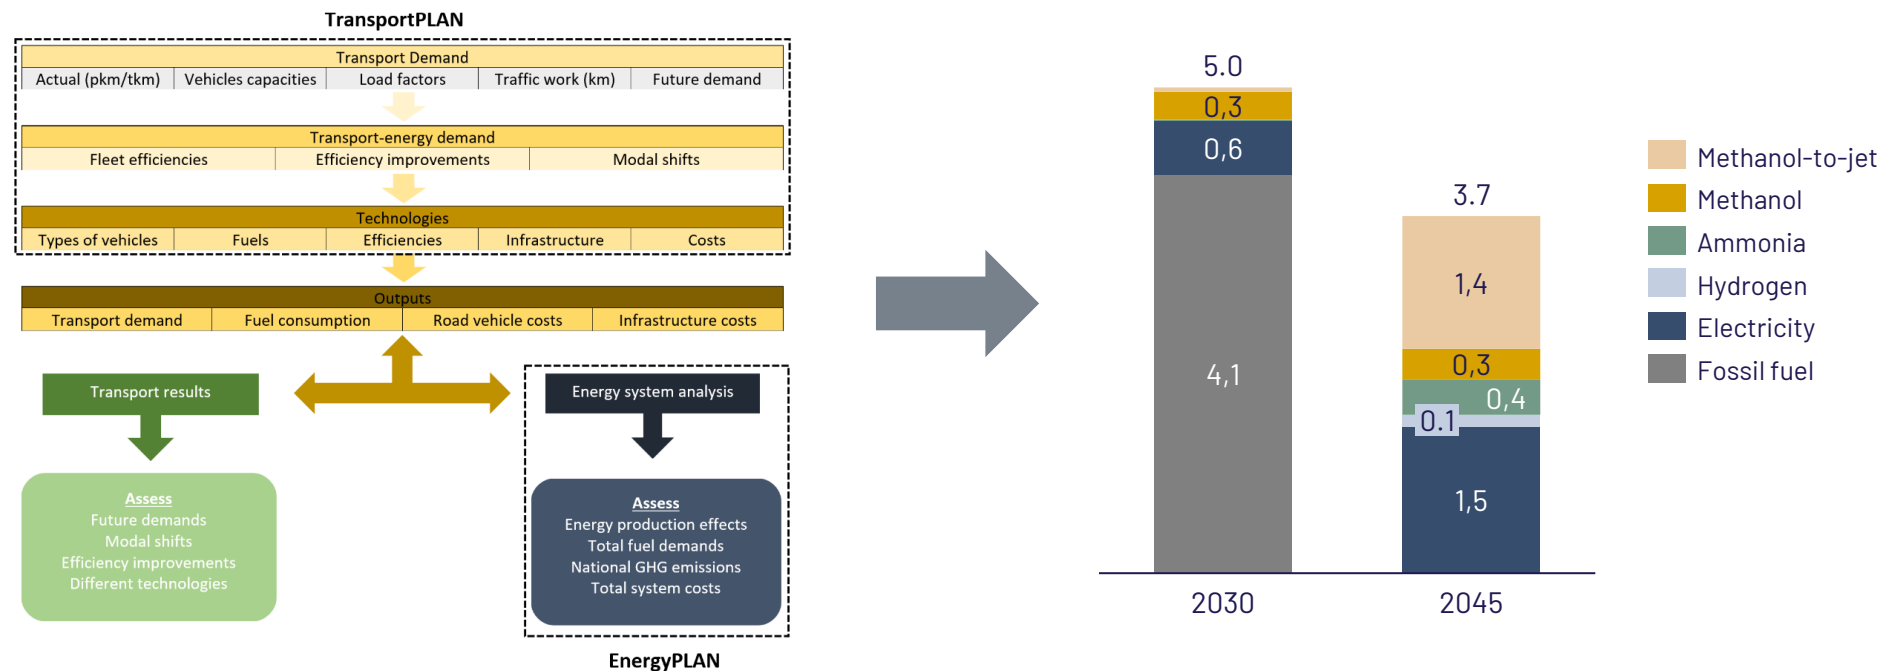 TransportPLAN
Transport Demand
Actual (pkm/tkm) Vehicles capacities Load factors Traffic work (km) Future demand
Transport-energy demand
Fleet efficiencies Efficiency improvements Modal shifts
Technologies
Types of vehicles Fuels Efficiencies Infrastructure Costs
Outputs
Transport demand Fuel consumption Road vehicle costs Infrastructure costs
Transport results
Assess
Future demands
Modal shifts
Efficiency improvements
Different technologies
Energy system analysis
Assess
Energy production effects
Total fuel demands
National GHG emissions
Total system costs
EnergyPLAN
5.0
0,3
0,6
4,1
2030
3.7
1,4
0,3
0,4
0.1
1,5
2045
Methanol-to-jet
Methanol
Ammonia
Hydrogen
Electricity
Fossil fuel